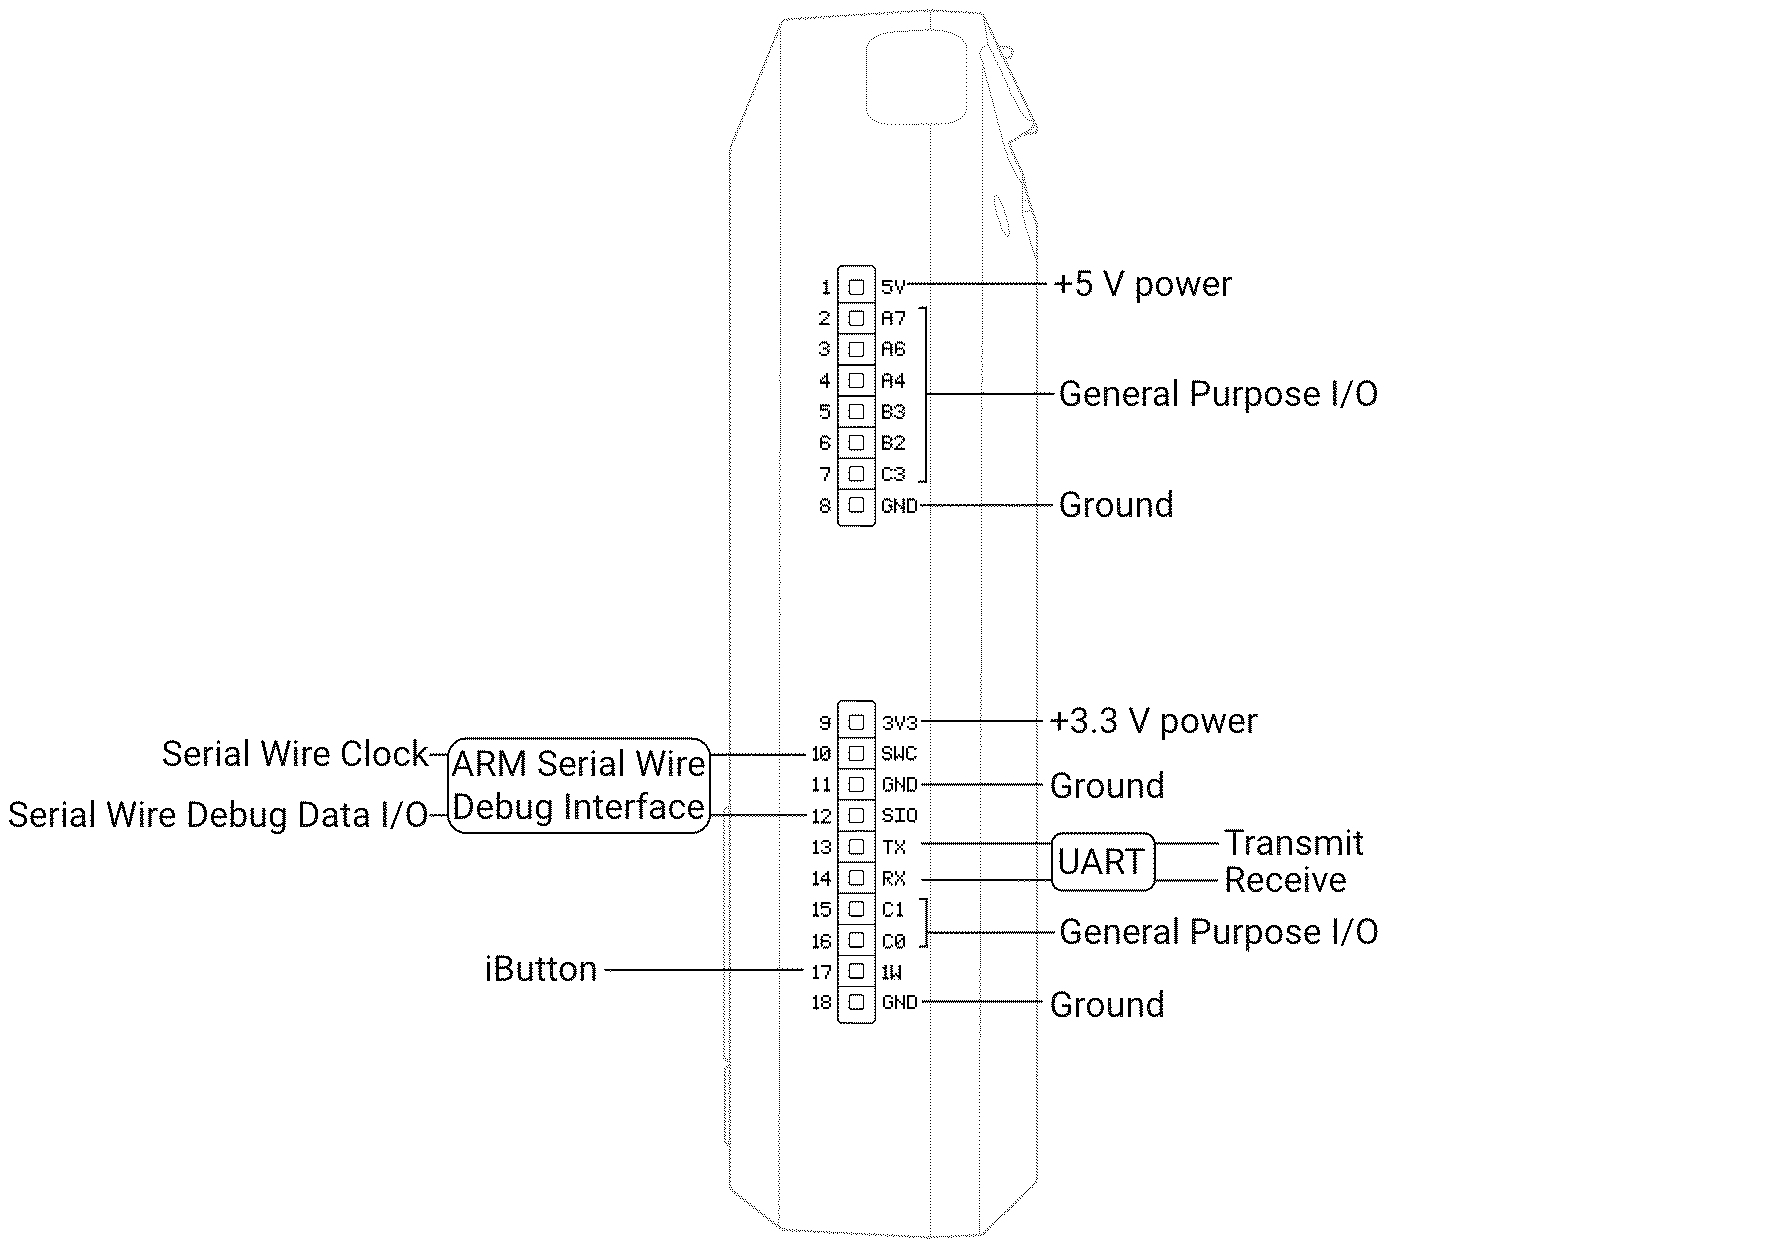 1 5V +5 V power
2 A7
3 A6
4 A4
General Purpose I/O
5 B3
6 B2
7 C3
8 GND Ground
9 3V3 +3.3 V power
Serial Wire Clock ARM Serial Wire 10 SWC
11 GND Ground
Serial Wire Debug Data I/O Debug Interface 12 SIO
13 TX UART Transmit
14 RX Receive
15 C1
General Purpose I/O
16 C0
iButton 17 1W
18 GND Ground